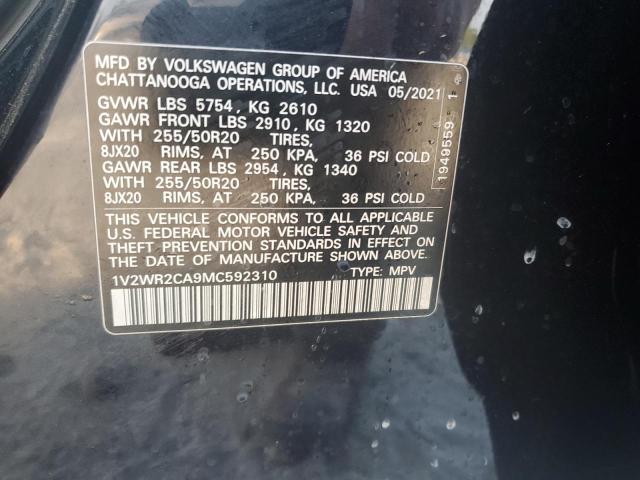 MFD BY VOLKSWAGEN GROUP OF AMERICA
CHATTANOOGA OPERATIONS, LLC. USA 05/2021
GVWR LBS 5754, KG 2610
GAWR FRONT LBS 2910, KG 1320
WITH 255/50R20 TIRES,
8JX20 RIMS, AT 250 KPA, 36 PSI COLD
GAWR REAR LBS 2954, KG 1340
WITH 255/50R20 TIRES,
8JX20 RIMS, AT 250 KPA, 36 PSI COLD
THIS VEHICLE CONFORMS TO ALL APPLICABLE
U.S. FEDERAL MOTOR VEHICLE SAFETY AND
THEFT PREVENTION STANDARDS IN EFFECT ON
THE DATE OF MANUFACTURE SHOWN ABOVE.
1V2WR2CA9MC592310 TYPE: MPV
1949559 1